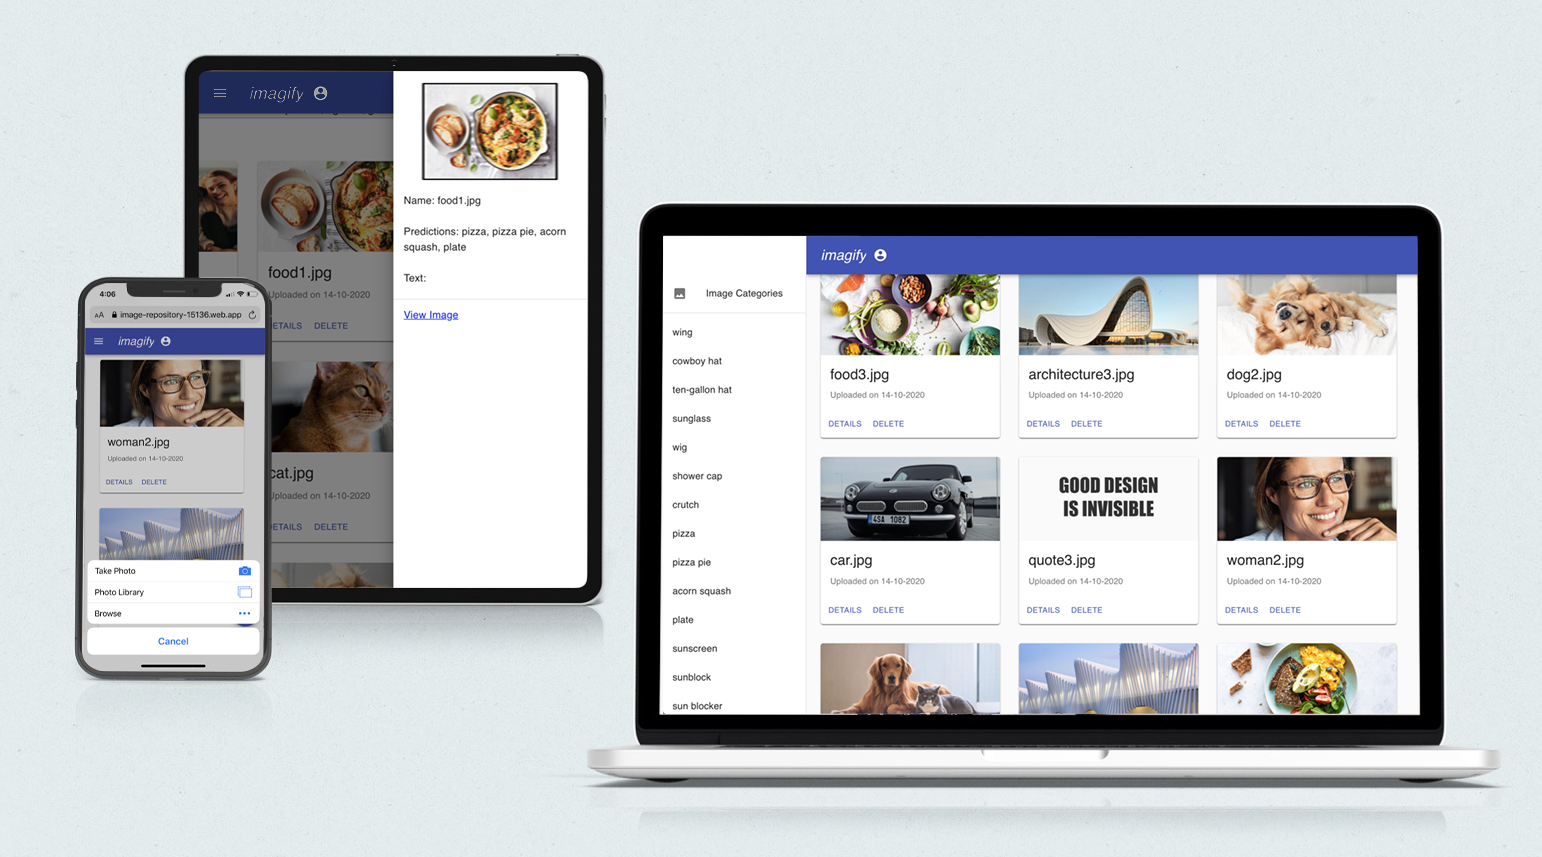 imagify
food1.jpg
Uploaded on 14-10-2020
DETAILS DELETE
cat.jpg
Uploaded on 14-10-2020
DETAILS DELETE
Name: food1.jpg
Predictions: pizza, pizza pie, acorn
squash, plate
Text:
View Image
4:06
AA image-repository-15136.web.app
imagify
woman2.jpg
Uploaded on 14-10-2020
DETAILS DELETE
Take Photo
Photo Library
Browse
Cancel
imagify
Image Categories
wing
cowboy hat
ten-gallon hat
sunglass
wig
shower cap
crutch
pizza
pizza pie
acorn squash
plate
sunscreen
sunblock
sun blocker
food3.jpg
Uploaded on 14-10-2020
DETAILS DELETE
architecture3.jpg
Uploaded on 14-10-2020
DETAILS DELETE
dog2.jpg
Uploaded on 14-10-2020
DETAILS DELETE
4SA 1082
car.jpg
Uploaded on 14-10-2020
DETAILS DELETE
GOOD DESIGN
IS INVISIBLE
quote3.jpg
Uploaded on 14-10-2020
DETAILS DELETE
woman2.jpg
Uploaded on 14-10-2020
DETAILS DELETE